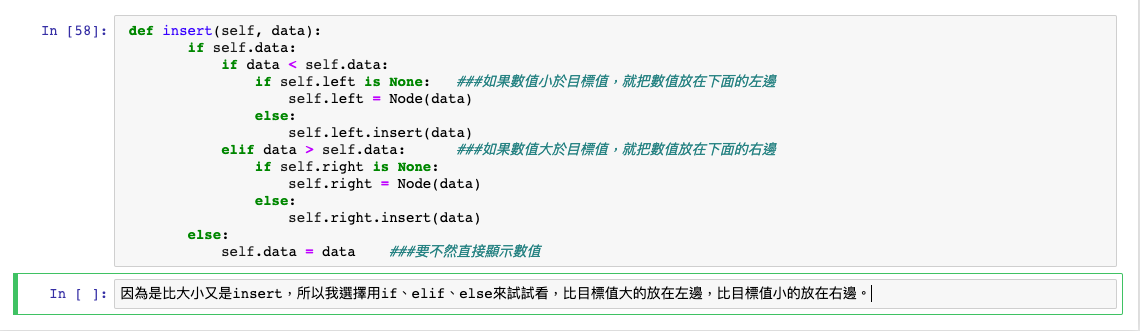 In [58]: def insert(self, data):
if self.data:
if data < self.data:
if self.left is None: ###如果數值小於目標值，就把數值放在下面的左邊
self.left = Node(data)
else:
self.left.insert(data)
elif data > self.data: ###如果數值大於目標值，就把數值放在下面的右邊
if self.right is None:
self.right = Node(data)
else:
self.right.insert(data)
else:
self.data = data ###要不然直接顯示數值
In [ ]: 因為是比大小又是insert，所以我選擇用if、elif、else來試試看，比目標值大的放在左邊，比目標值小的放在右邊。